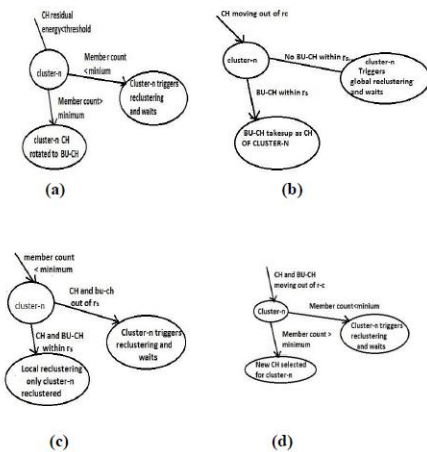 CH residual
energy<threshold
cluster-n
Member count
< minium
Cluster-n triggers
reclustering
and waits
Member count>
minimum
cluster-n CH
rotated to BU-CH
(a)
CH moving out of rc
cluster-n
No BU-CH within rs
cluster-n
Triggers
global reclustering
and waits
BU-CH within rs
BU-CH takesup as CH
OF CLUSTER-N
(b)
member count
< minimum
cluster-n
CH and bu-ch
out of rs
Cluster-n triggers
reclustering and
waits
CH and BU-CH
within rs
Local reclustering
only cluster-n
reclustered
(c)
CH and BU-CH
moving out of r-c
Cluster-n
Member count<minium
Cluster-n triggers
reclustering
and waits
Member count >
minimum
New CH selected
for cluster-n
(d)